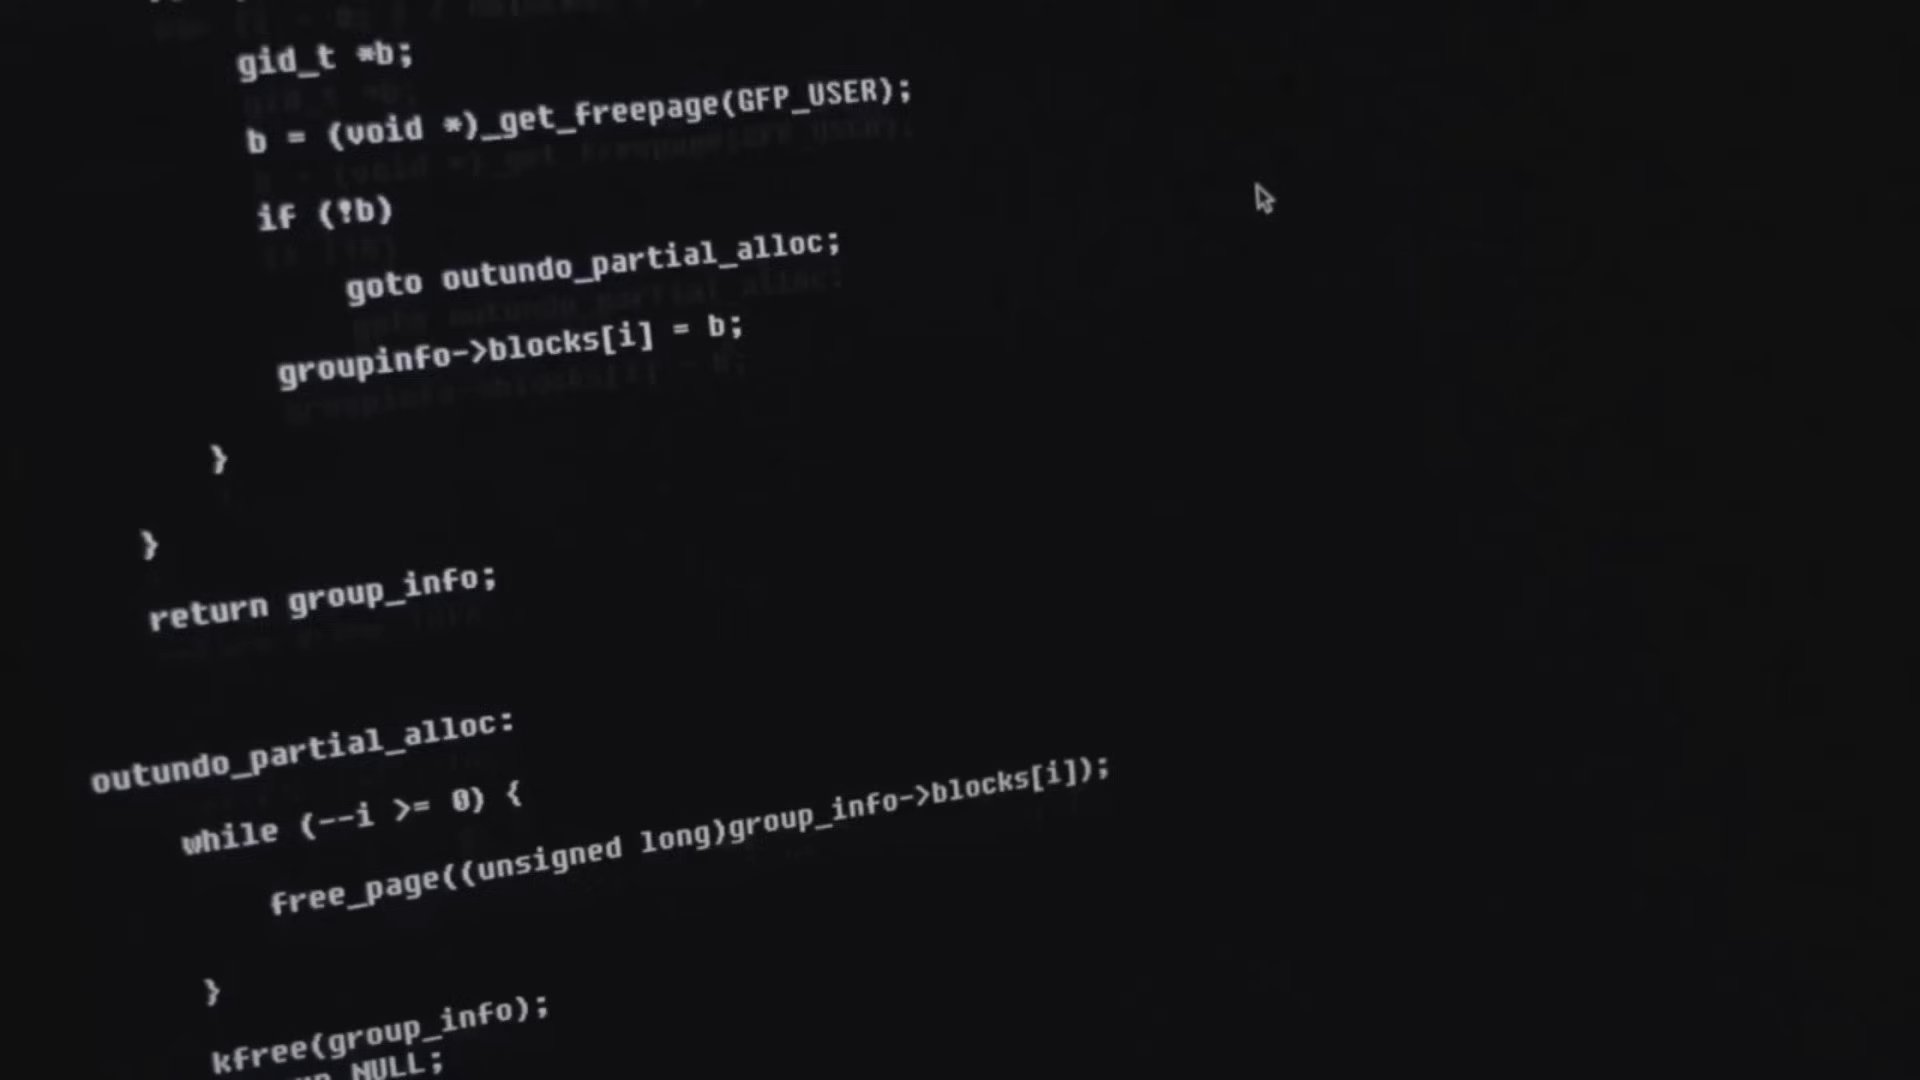 gid_t *b;
b = (void *)_get_freepage(GFP_USER);
if (!b)
goto outundo_partial_alloc;
groupinfo->blocks[i] = b;
}
}
return group_info;
outundo_partial_alloc:
while (--i >= 0) {
free_page((unsigned long)group_info->blocks[i]);
}
kfree(group_info);
NULL;